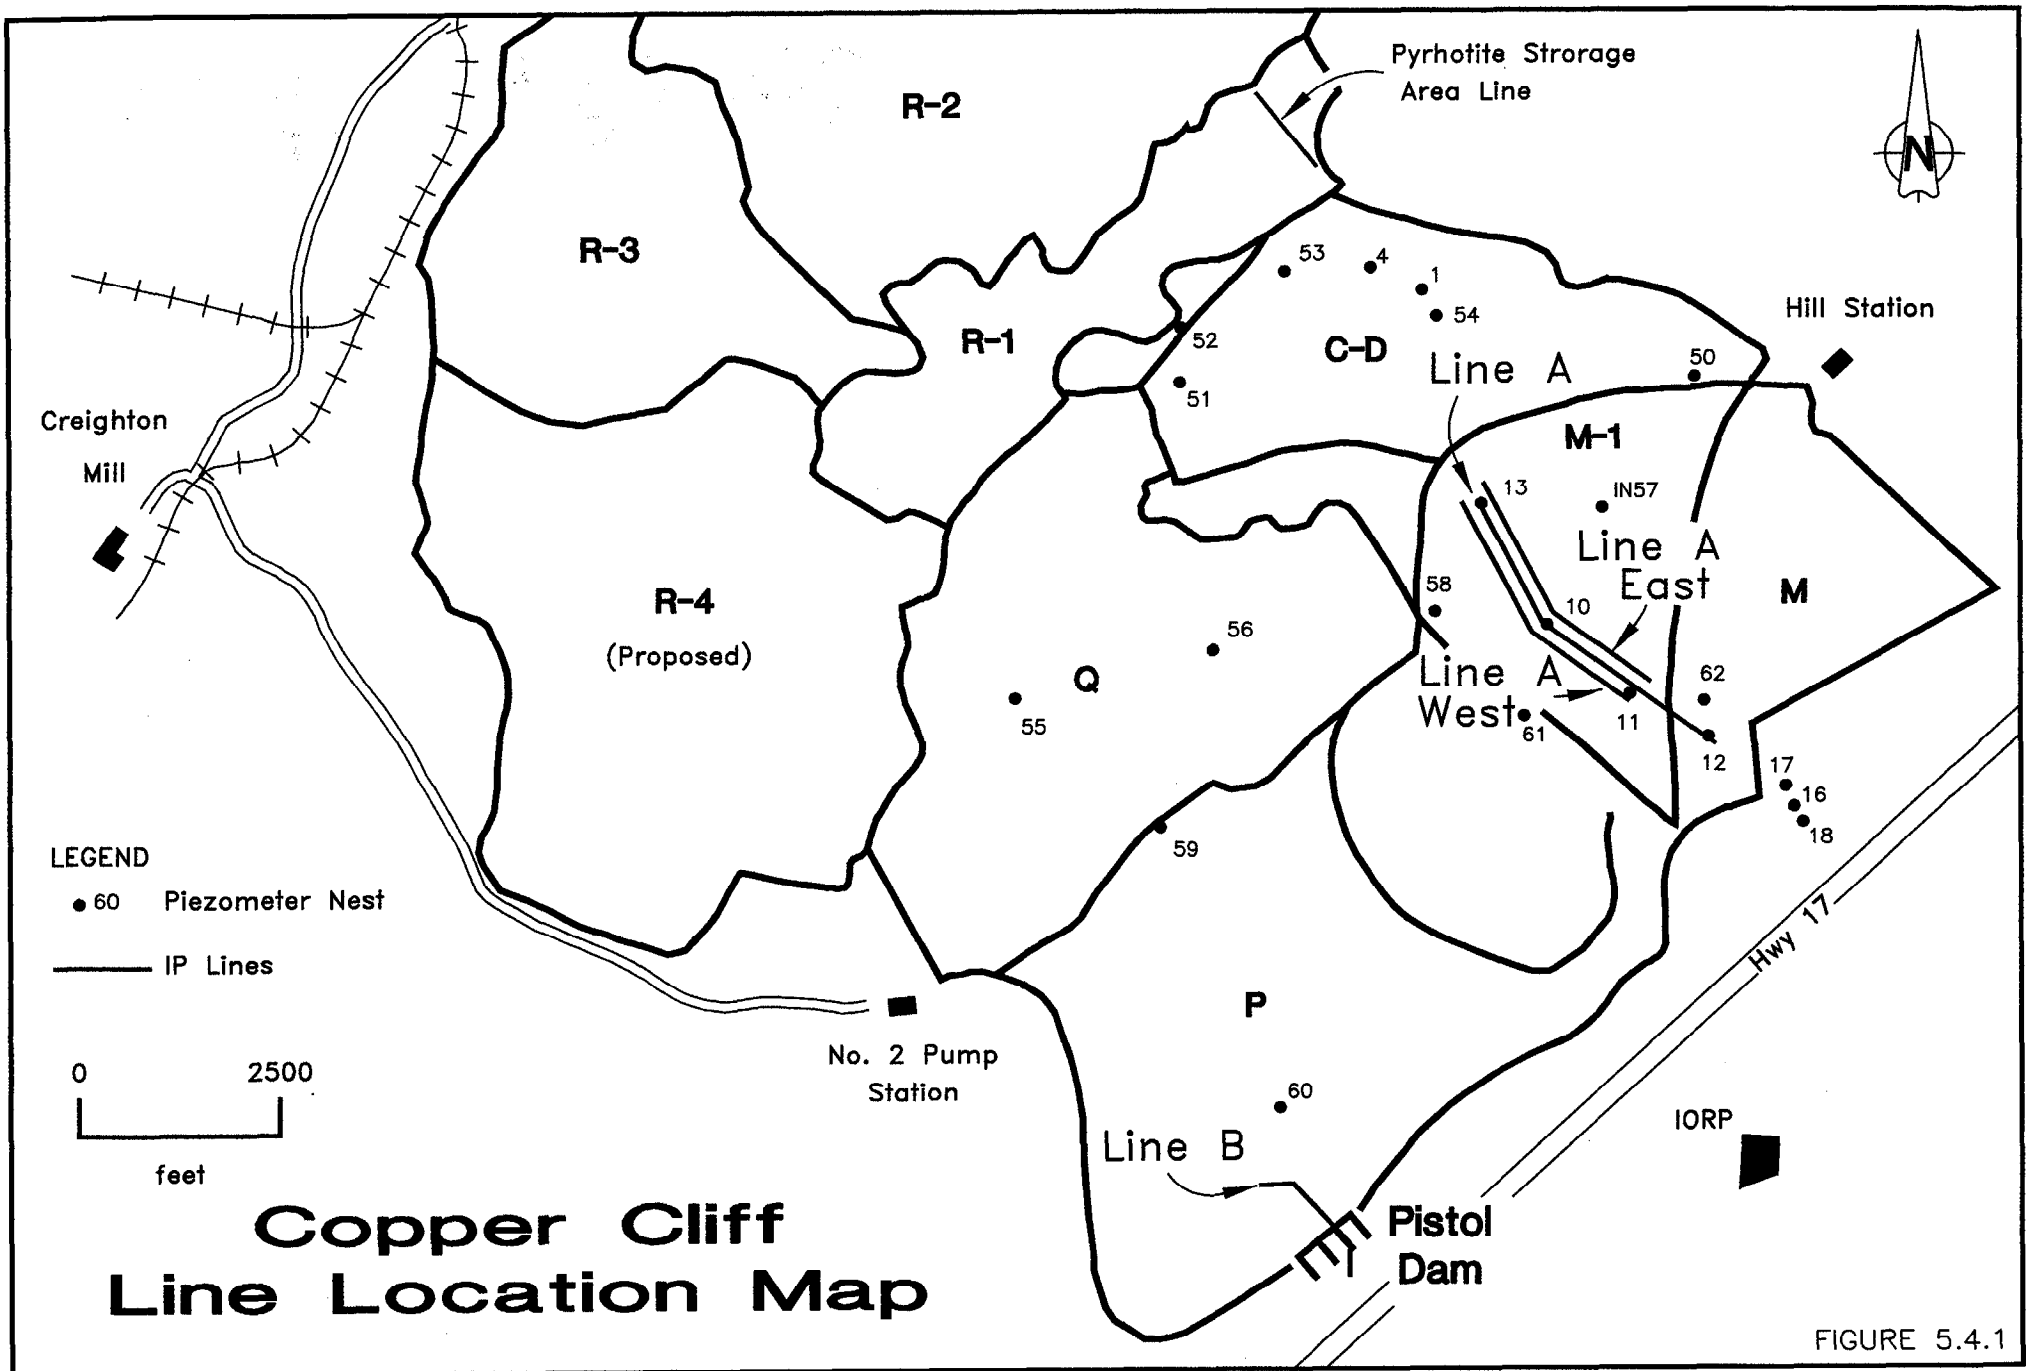 Pyrhotite Strorage
Area Line
N
R-2
R-3
53
4
1
54
Hill Station
52
R-1
C-D
50
Line A
51
Creighton
Mill
M-1
13
IN57
Line A
East
58
10
M
R-4
(Proposed)
56
Q
Line A
West
62
55
61
11
12
17
16
18
59
LEGEND
60 Piezometer Nest
IP Lines
Hwy 17
P
No. 2 Pump
Station
0 2500
feet
60
IORP
Line B
Pistol
Dam
Copper Cliff
Line Location Map
FIGURE 5.4.1